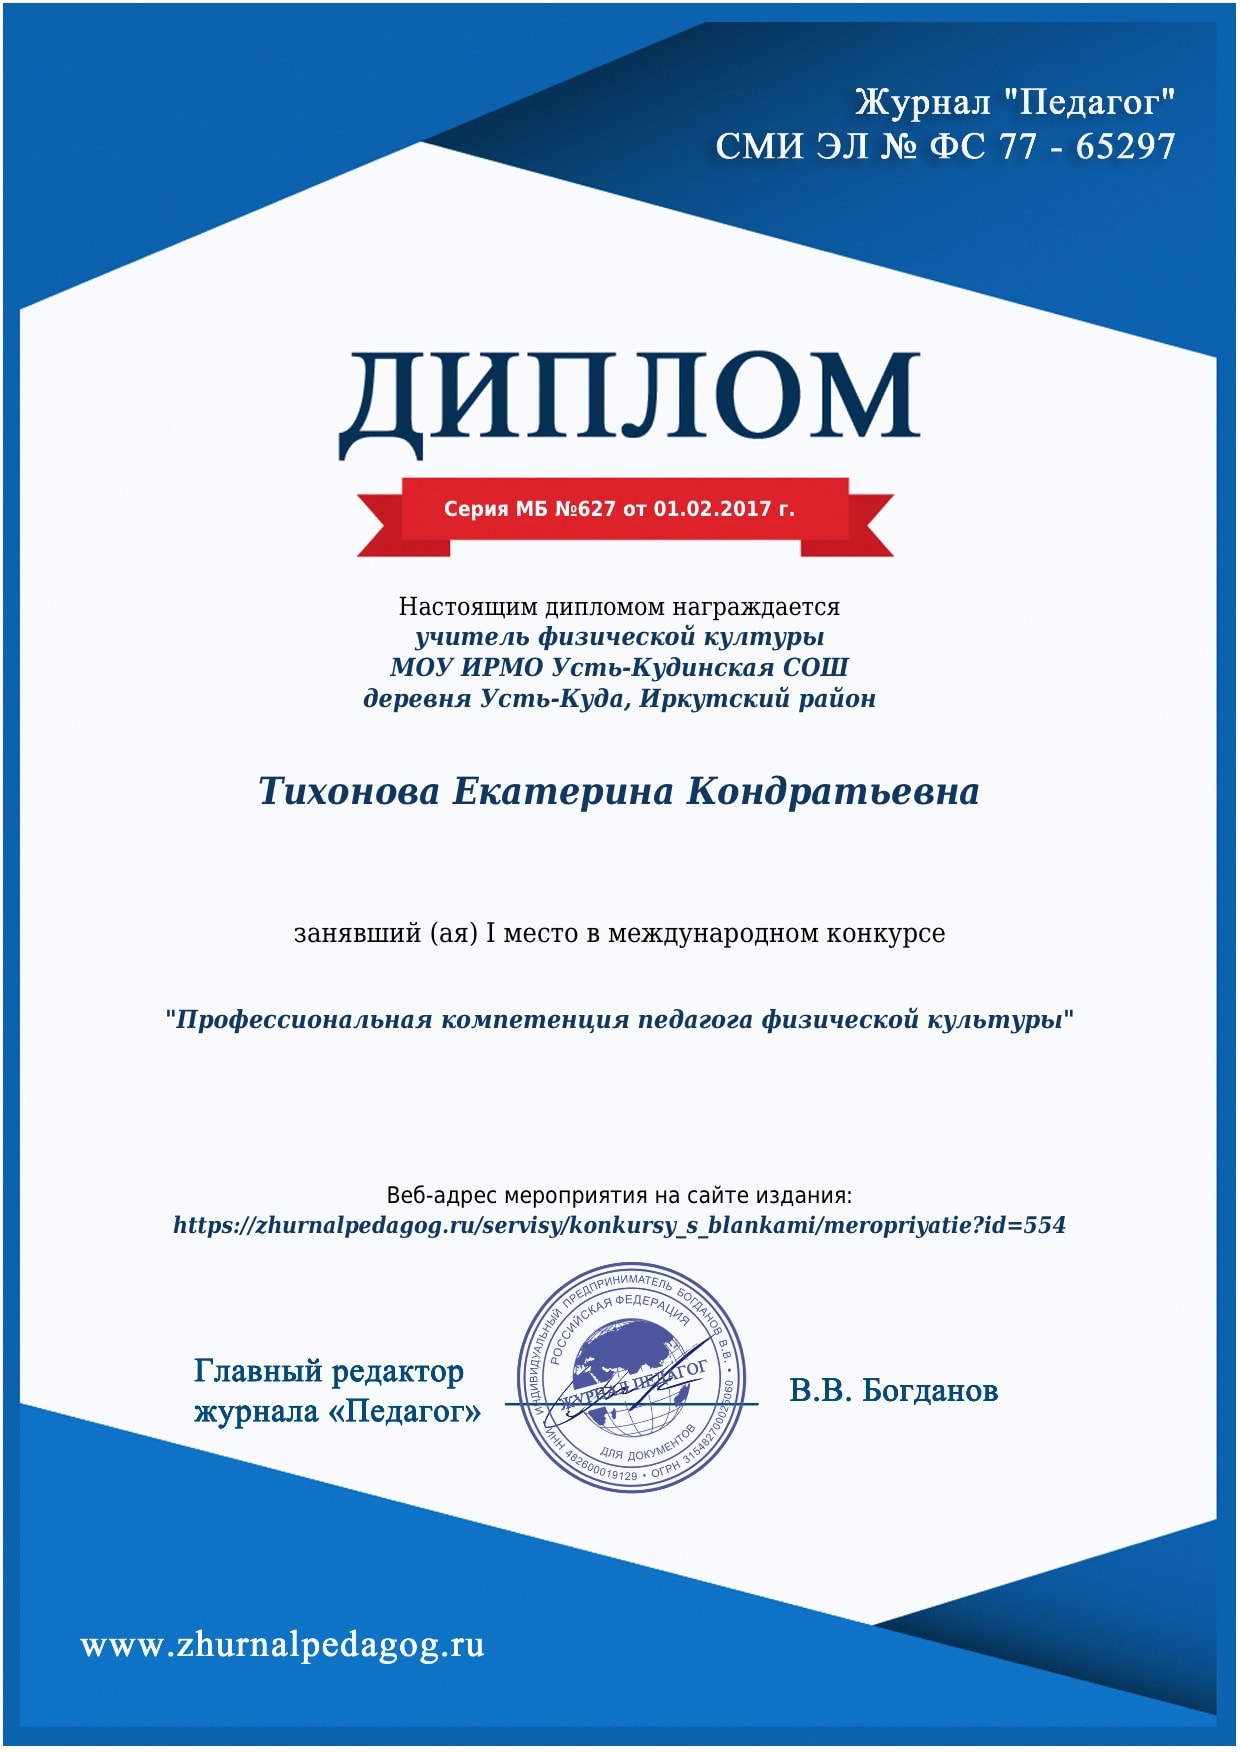 Журнал "Педагог"
СМИ ЭЛ № ФС 77 - 65297
ДИПЛОМ
Серия МБ №627 от 01.02.2017 г.
Настоящим дипломом награждается
учитель физической културы
МОУ ИРМО Усть-Кудинская СОШ
деревня Усть-Куда, Иркутский район
Тихонова Екатерина Кондратьевна
занявший (ая) I место в международном конкурсе
"Профессиональная компетенция педагога физической культуры"
Веб-адрес мероприятия на сайте издания:
https://zhurnalpedagog.ru/servisy/konkursy_s_blankami/meropriyatie?id=554
ИНДИВИДУАЛЬНЫЙ ПРЕДПРИНИМАТЕЛЬ БОГДАНОВ В.В.
РОССИЙСКАЯ ФЕДЕРАЦИЯ
ЖУРНАЛ ПЕДАГОГ
ДЛЯ ДОКУМЕНТОВ
ИНН 482600019129 • ОГРН 315482700026060
Главный редактор
журнала «Педагог»
В.В. Богданов
www.zhurnalpedagog.ru